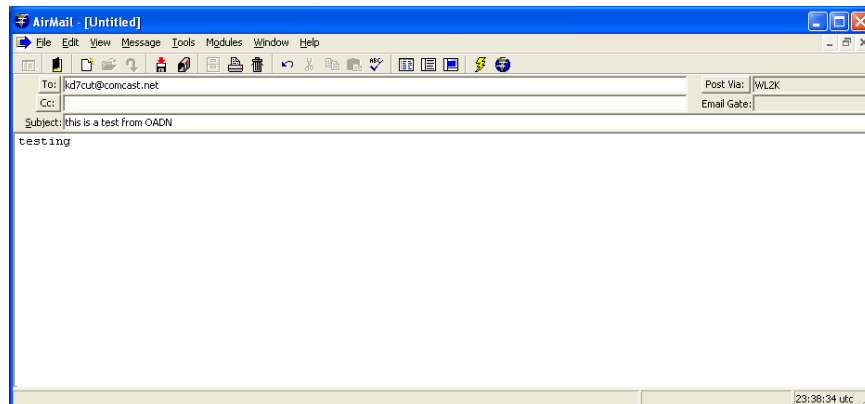 AirMail - [Untitled]
File Edit View Message Tools Modules Window Help
ABC
To: kd7cut@comcast.net Post Via: WL2K
Cc: Email Gate:
Subject: this is a test from OADN
testing
23:38:34 utc